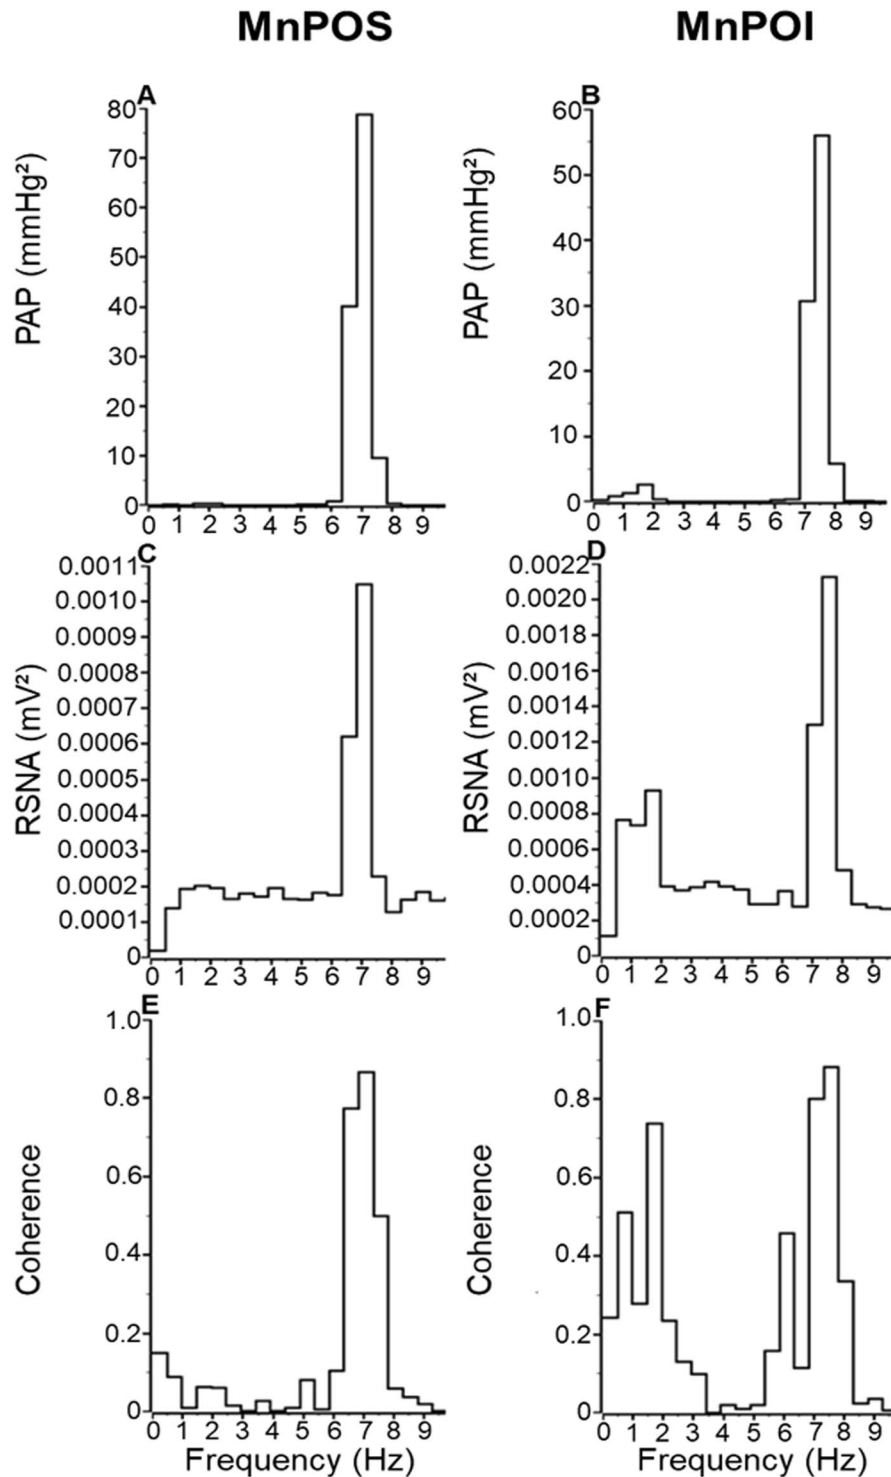 MnPOS MnPOI
A
PAP (mmHg²)
80
70
60
50
40
30
20
10
0
0 1 2 3 4 5 6 7 8 9
B
PAP (mmHg²)
60
50
40
30
20
10
0
0 1 2 3 4 5 6 7 8 9
C
RSNA (mV²)
0.0011
0.0010
0.0009
0.0008
0.0007
0.0006
0.0005
0.0004
0.0003
0.0002
0.0001
0
0 1 2 3 4 5 6 7 8 9
D
RSNA (mV²)
0.0022
0.0020
0.0018
0.0016
0.0014
0.0012
0.0010
0.0008
0.0006
0.0004
0.0002
0
0 1 2 3 4 5 6 7 8 9
E
Coherence
1.0
0.8
0.6
0.4
0.2
0
0 1 2 3 4 5 6 7 8 9
Frequency (Hz)
F
Coherence
1.0
0.8
0.6
0.4
0.2
0
0 1 2 3 4 5 6 7 8 9
Frequency (Hz)